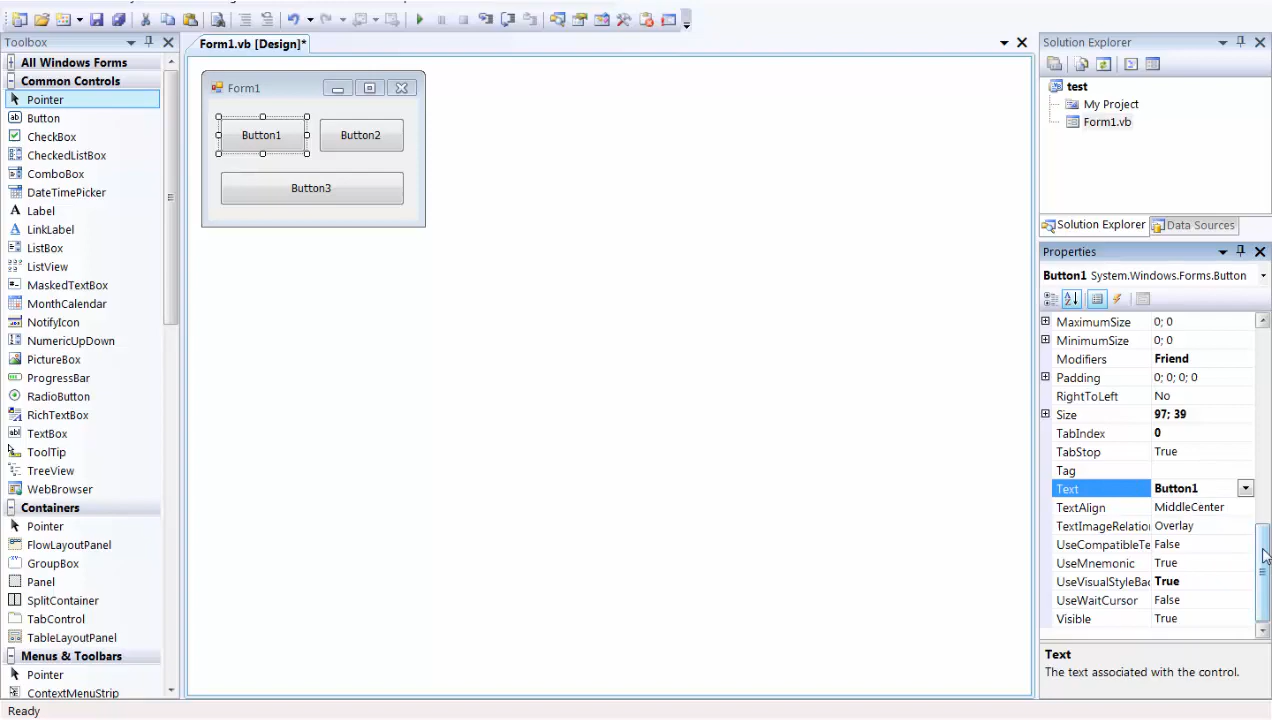 Toolbox
All Windows Forms
Common Controls
Pointer
Button
CheckBox
CheckedListBox
ComboBox
DateTimePicker
Label
LinkLabel
ListBox
ListView
MaskedTextBox
MonthCalendar
NotifyIcon
NumericUpDown
PictureBox
ProgressBar
RadioButton
RichTextBox
TextBox
ToolTip
TreeView
WebBrowser
Containers
Pointer
FlowLayoutPanel
GroupBox
Panel
SplitContainer
TabControl
TableLayoutPanel
Menus & Toolbars
Pointer
ContextMenuStrip
Form1.vb [Design]*
Form1
Button1 Button2
Button3
Solution Explorer
test
My Project
Form1.vb
Solution Explorer Data Sources
Properties
Button1 System.Windows.Forms.Button
MaximumSize 0; 0
MinimumSize 0; 0
Modifiers Friend
Padding 0; 0; 0; 0
RightToLeft No
Size 97; 39
TabIndex 0
TabStop True
Tag
Text Button1
TextAlign MiddleCenter
TextImageRelation Overlay
UseCompatibleTe False
UseMnemonic True
UseVisualStyleBac True
UseWaitCursor False
Visible True
Text
The text associated with the control.
Ready